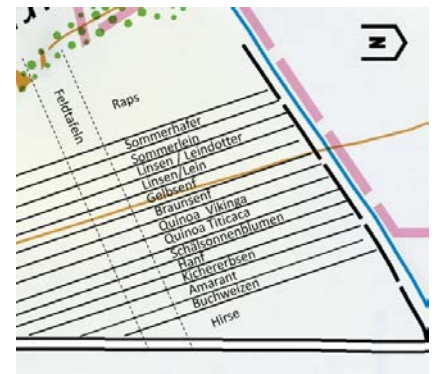 N
Feldtafeln
Raps
Sommerhafer
Sommerlein
Linsen / Leindotter
Linsen/Lein
Gelbsenf
Braunsenf
Quinoa Vikinga
Quinoa Titicaca
Schälsonnenblumen
Hanf
Kichererbsen
Amarant
Buchweizen
Hirse